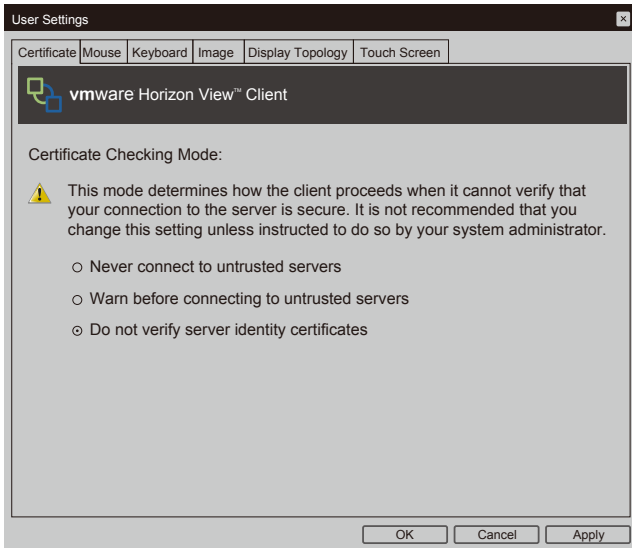 User Settings
Certificate Mouse Keyboard Image Display Topology Touch Screen
vmware Horizon View™ Client
Certificate Checking Mode:
This mode determines how the client proceeds when it cannot verify that
your connection to the server is secure. It is not recommended that you
change this setting unless instructed to do so by your system administrator.
Never connect to untrusted servers
Warn before connecting to untrusted servers
Do not verify server identity certificates
OK Cancel Apply